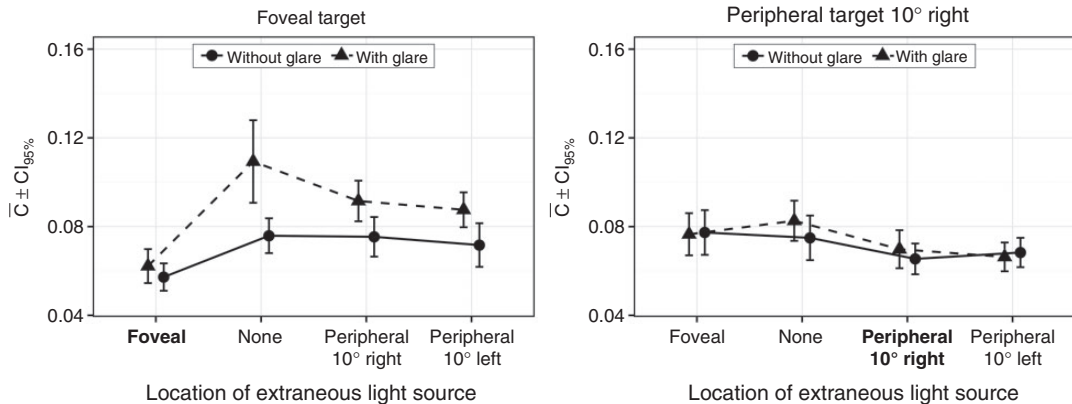 Foveal target
Without glare With glare
0.16
0.12
0.08
0.04
C ± CI95%
Foveal None Peripheral Peripheral
10° right 10° left
Location of extraneous light source
Peripheral target 10° right
Without glare With glare
0.16
0.12
0.08
0.04
C ± CI95%
Foveal None Peripheral Peripheral
10° right 10° left
Location of extraneous light source